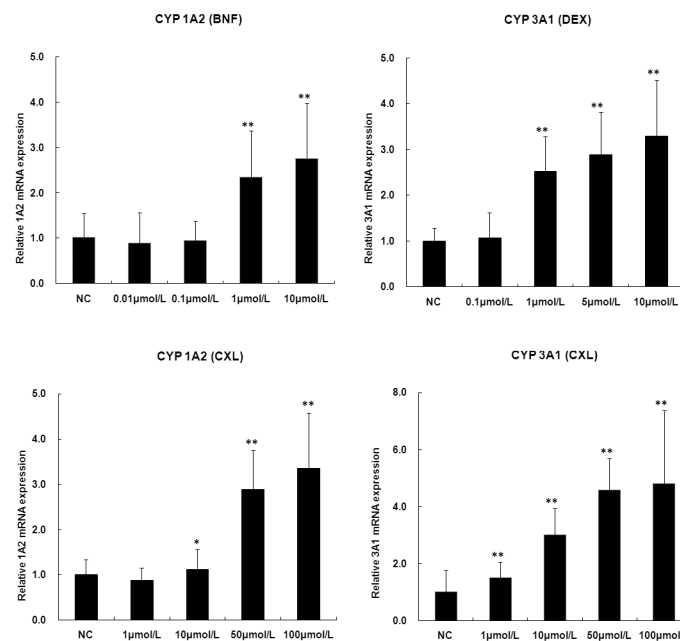 CYP 1A2 (BNF)
Relative 1A2 mRNA expression
5.0
4.0
3.0
2.0
1.0
0.0
**
**
NC 0.01µmol/L 0.1µmol/L 1µmol/L 10µmol/L
CYP 3A1 (DEX)
Relative 3A1 mRNA expression
5.0
4.0
3.0
2.0
1.0
0.0
**
**
**
NC 0.1µmol/L 1µmol/L 5µmol/L 10µmol/L
CYP 1A2 (CXL)
Relative 1A2 mRNA expression
5.0
4.0
3.0
2.0
1.0
0.0
*
**
**
NC 1µmol/L 10µmol/L 50µmol/L 100µmol/L
CYP 3A1 (CXL)
Relative 3A1 mRNA expression
8.0
6.0
4.0
2.0
0.0
**
**
**
**
NC 1µmol/L 10µmol/L 50µmol/L 100µmol/L